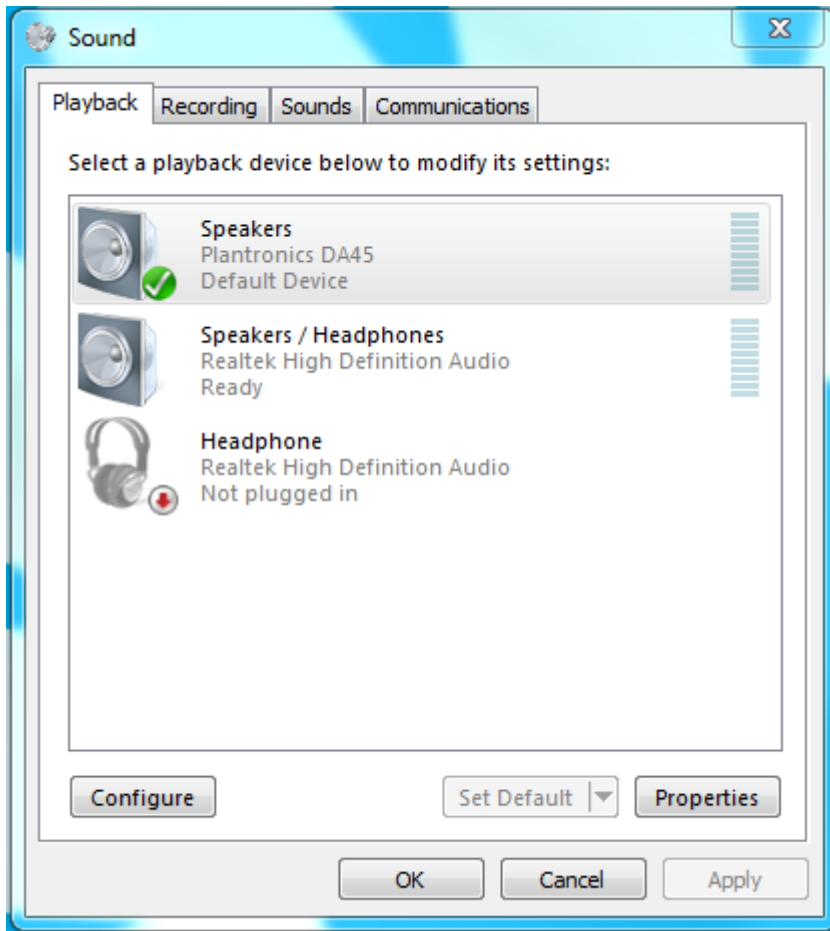 Sound
Playback
Recording
Sounds
Communications
Select a playback device below to modify its settings:
Speakers
Plantronics DA45
Default Device
Speakers / Headphones
Realtek High Definition Audio
Ready
Headphone
Realtek High Definition Audio
Not plugged in
Configure
Set Default
Properties
OK
Cancel
Apply